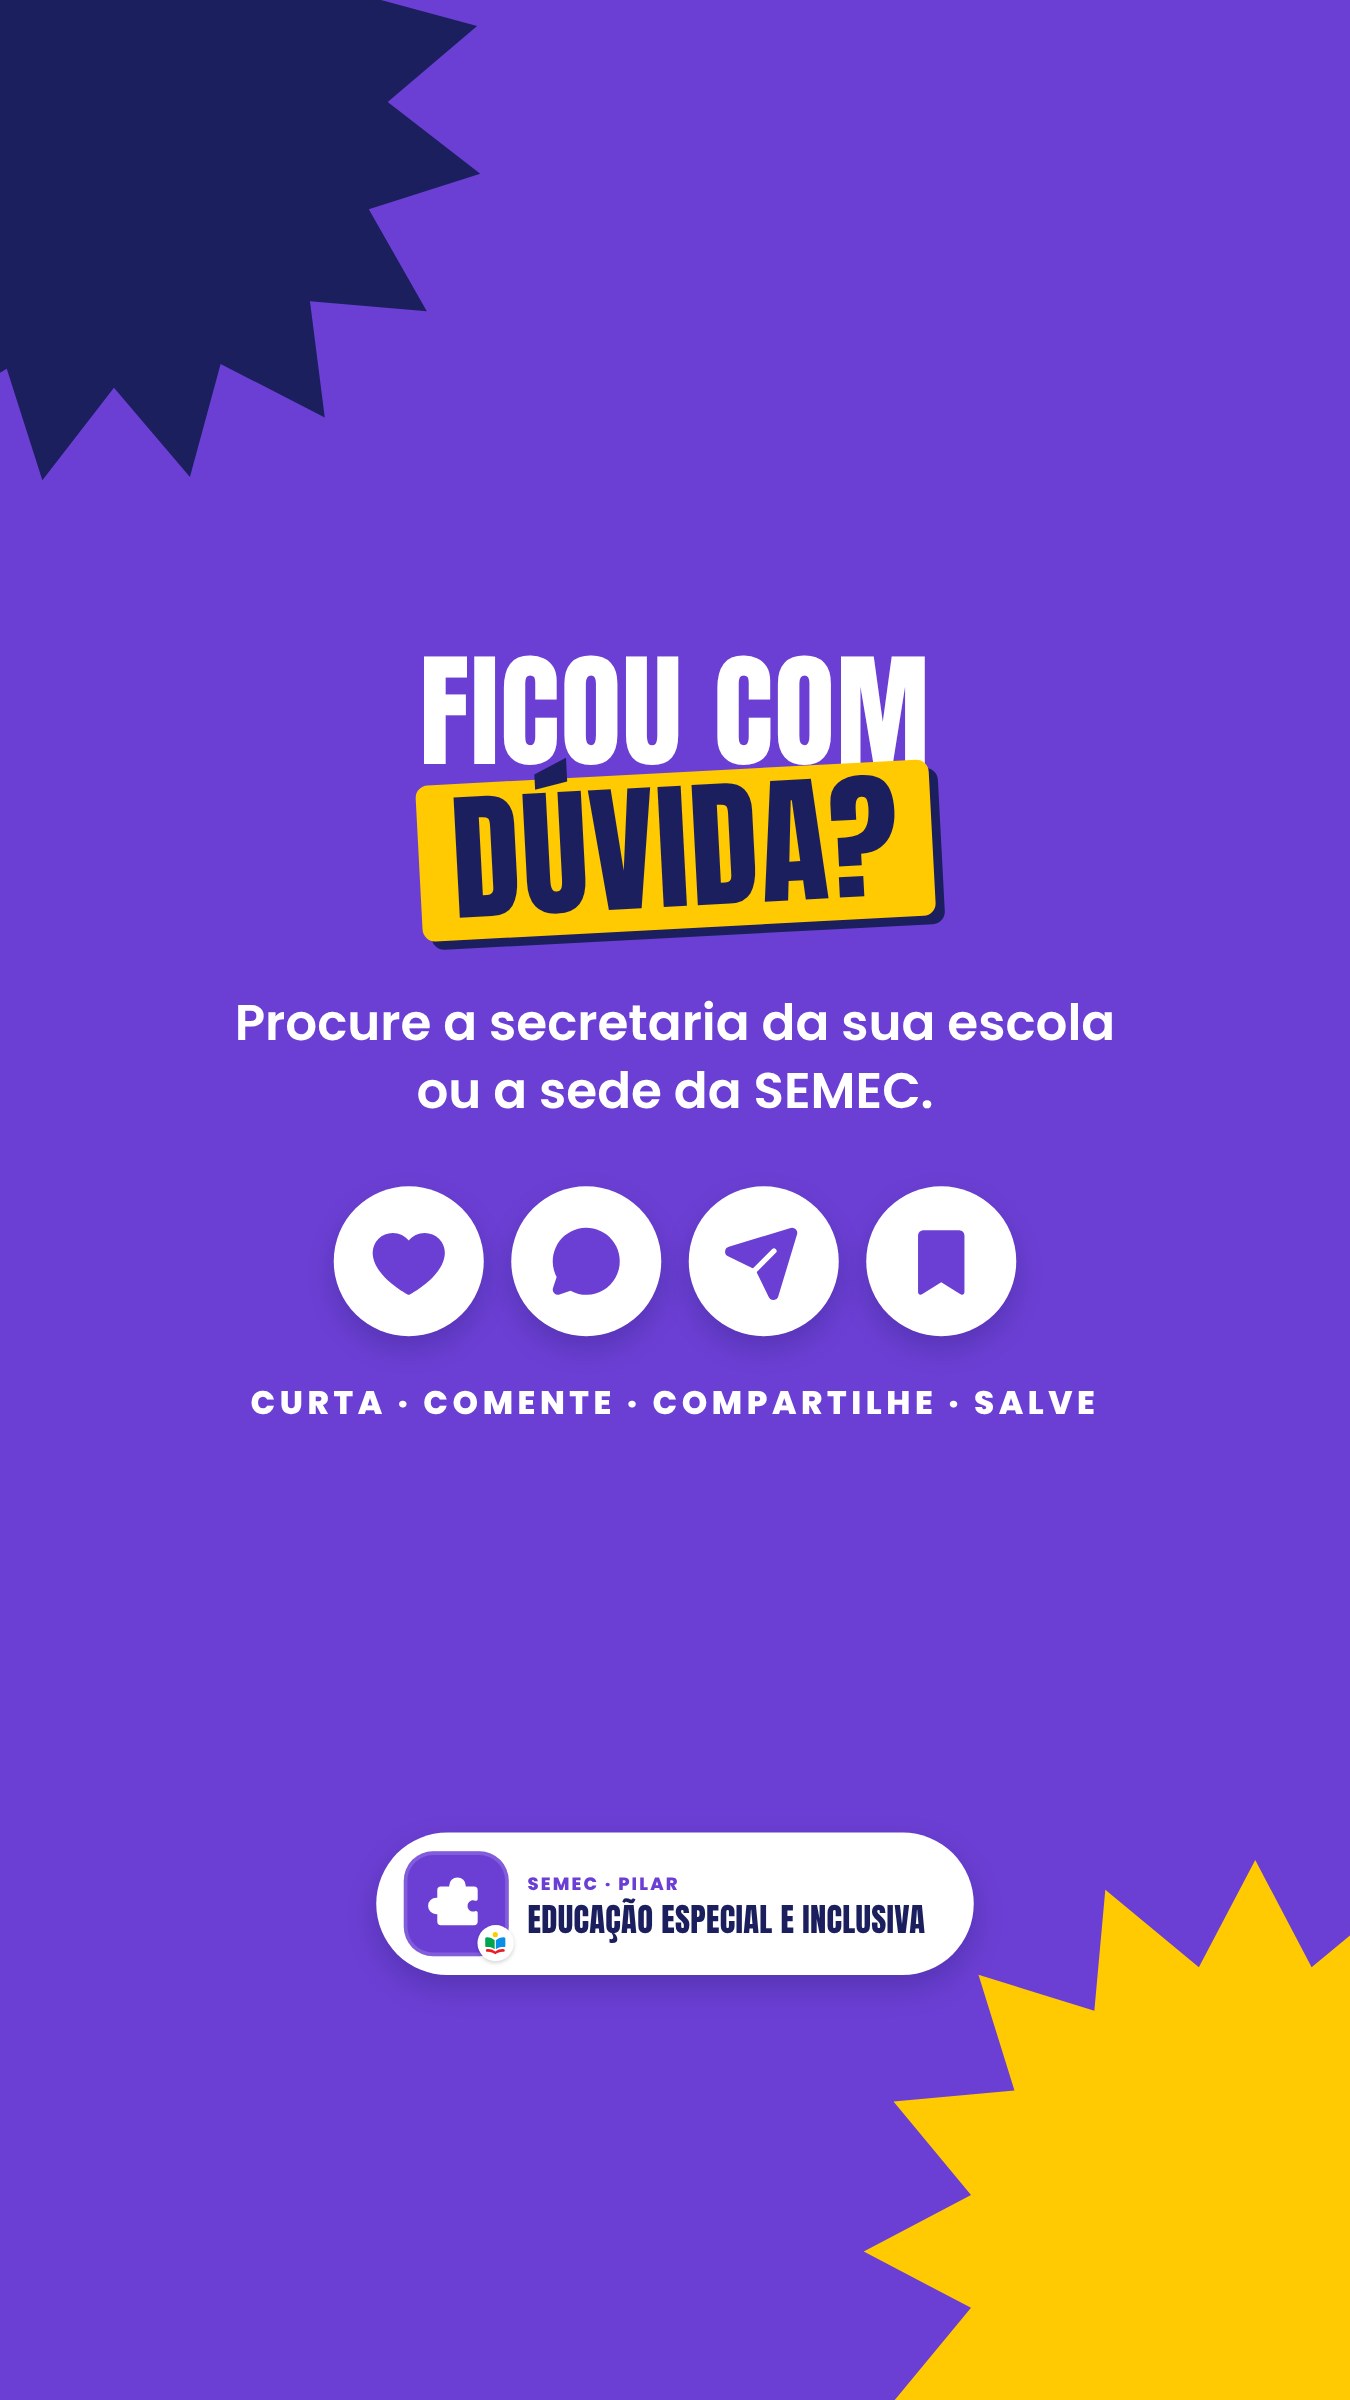 FICOU COM
DÚVIDA?
Procure a secretaria da sua escola
ou a sede da SEMEC.
CURTA · COMENTE · COMPARTILHE · SALVE
SEMEC · PILAR
EDUCAÇÃO ESPECIAL E INCLUSIVA